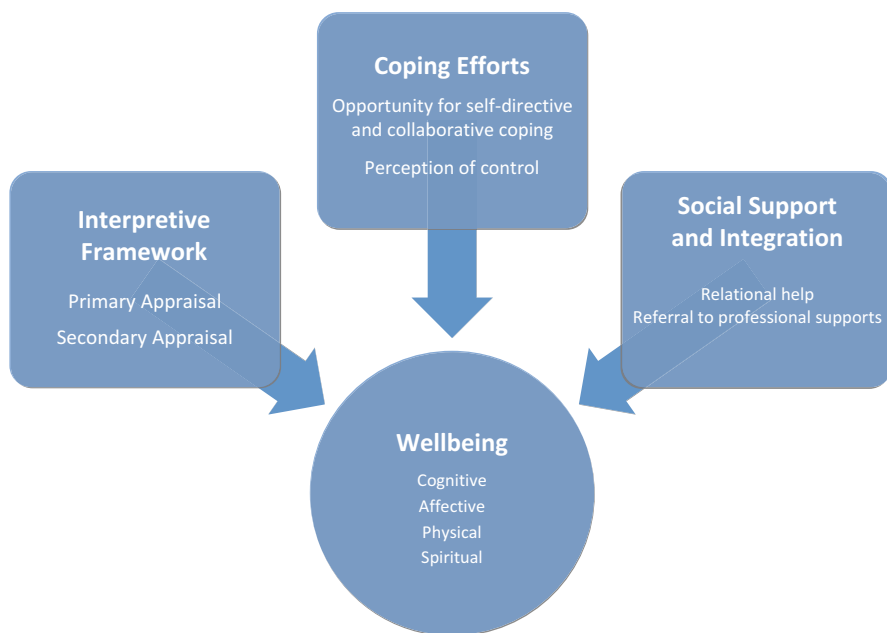 Coping Efforts
Opportunity for self-directive
and collaborative coping
Perception of control
Interpretive
Framework
Primary Appraisal
Secondary Appraisal
Social Support
and Integration
Relational help
Referral to professional supports
Wellbeing
Cognitive
Affective
Physical
Spiritual